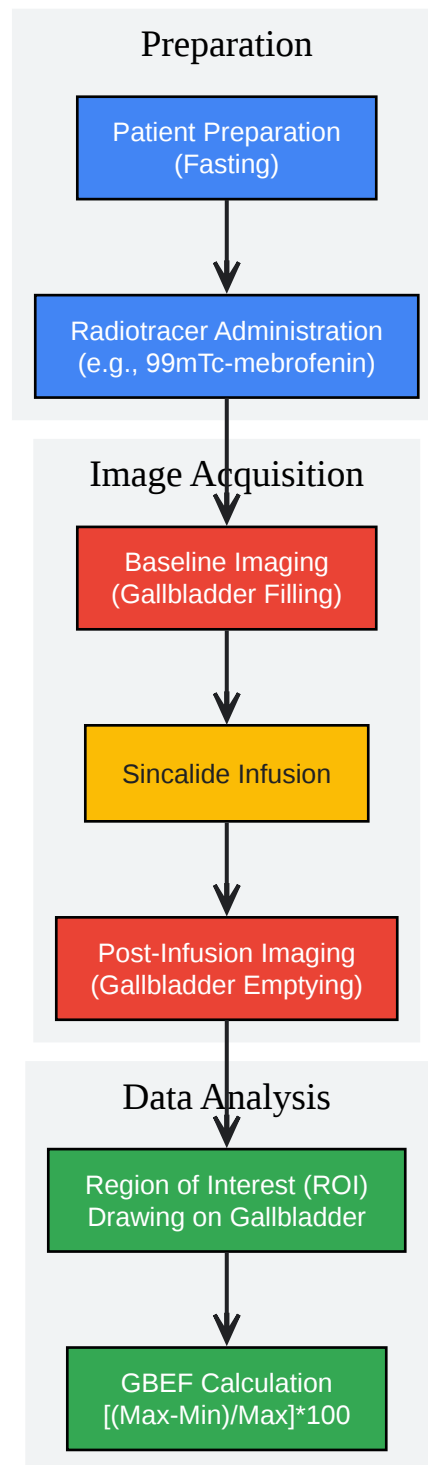 Preparation
Patient Preparation
(Fasting)
Radiotracer Administration
(e.g., 99mTc-mebrofenin)
Image Acquisition
Baseline Imaging
(Gallbladder Filling)
Sincalide Infusion
Post-Infusion Imaging
(Gallbladder Emptying)
Data Analysis
Region of Interest (ROI)
Drawing on Gallbladder
GBEF Calculation
[(Max-Min)/Max]*100